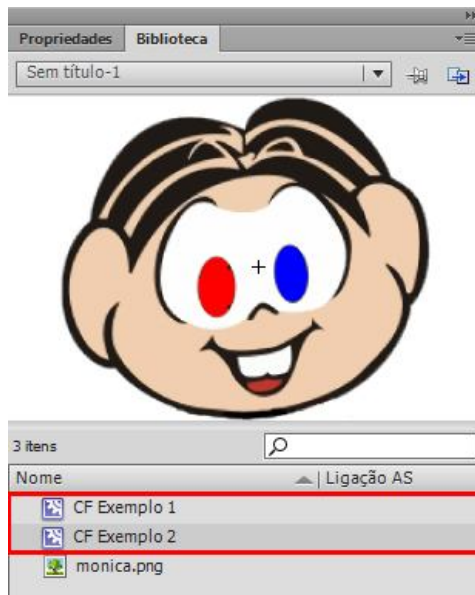 Propriedades Biblioteca
Sem título-1
3 itens
Nome Ligação AS
CF Exemplo 1
CF Exemplo 2
monica.png